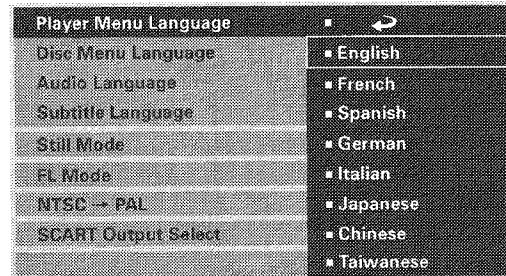 Player Menu Language
Disc Menu Language
Audio Language
Subtitle Language
Still Mode
FL Mode
NTSC → PAL
SCART Output Select
English
French
Spanish
German
Italian
Japanese
Chinese
Taiwanese